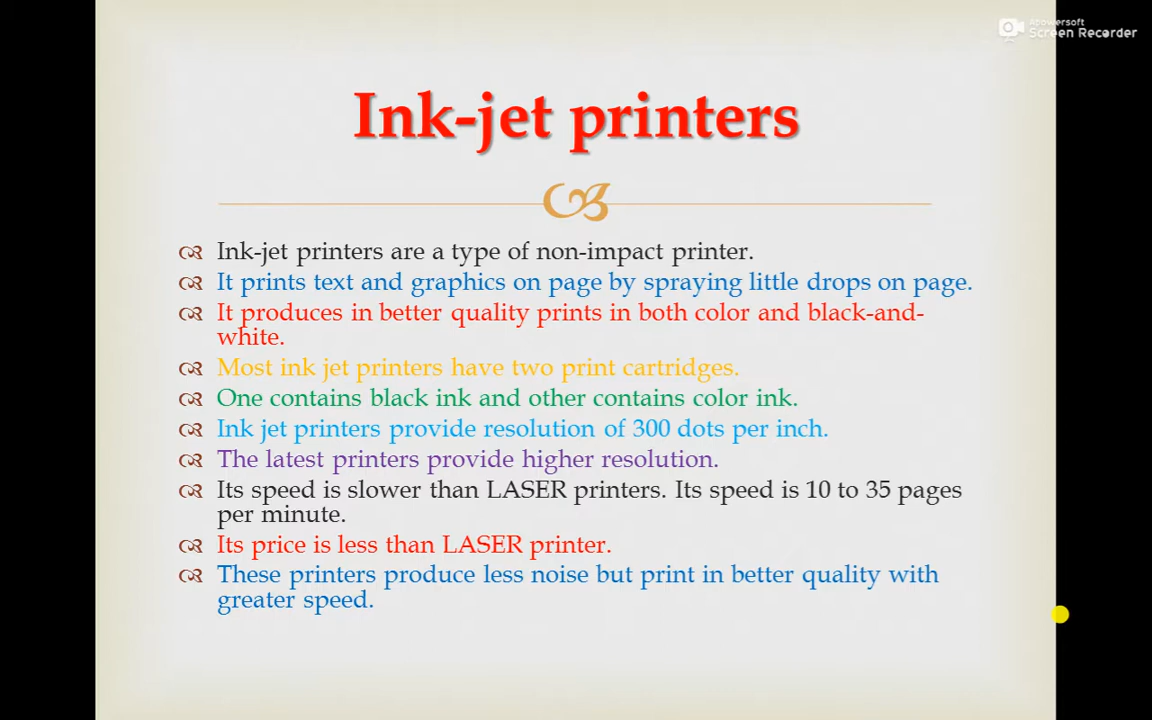 Apowersoft
Screen Recorder
Ink-jet printers
Ink-jet printers are a type of non-impact printer.
It prints text and graphics on page by spraying little drops on page.
It produces in better quality prints in both color and black-and-
white.
Most ink jet printers have two print cartridges.
One contains black ink and other contains color ink.
Ink jet printers provide resolution of 300 dots per inch.
The latest printers provide higher resolution.
Its speed is slower than LASER printers. Its speed is 10 to 35 pages
per minute.
Its price is less than LASER printer.
These printers produce less noise but print in better quality with
greater speed.